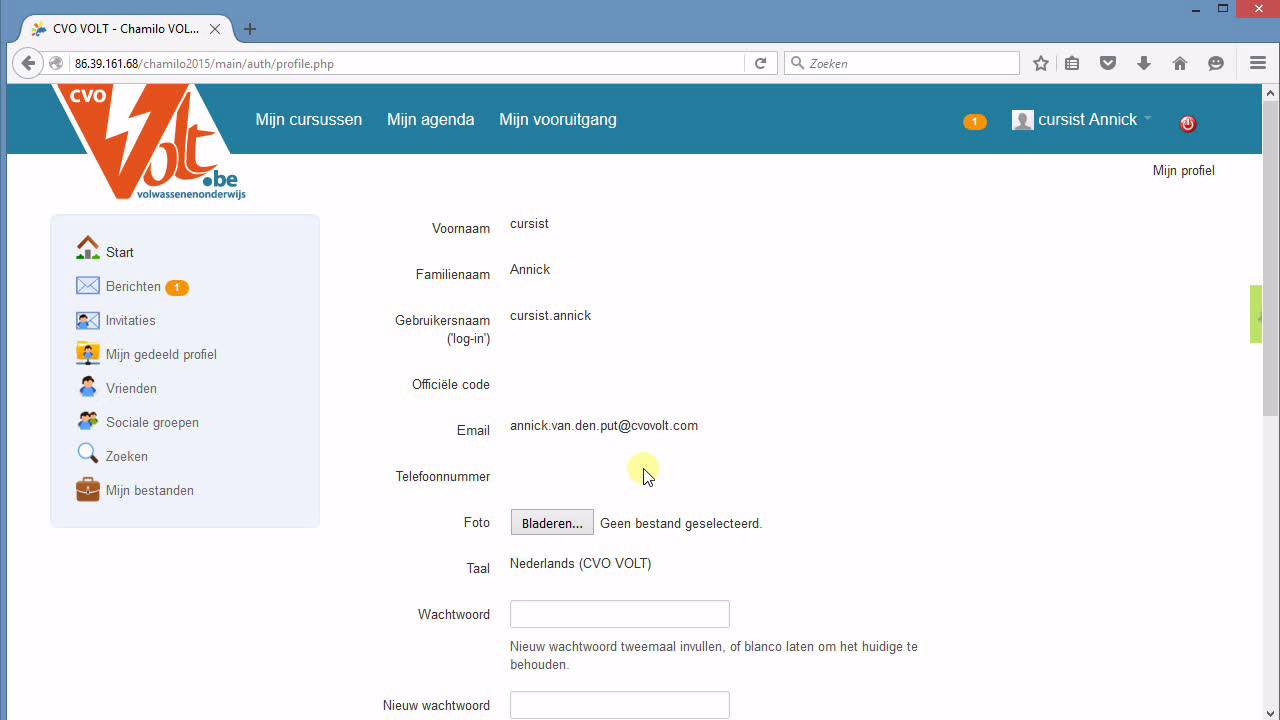 CVO VOLT - Chamilo VOL...
86.39.161.68/chamilo2015/main/auth/profile.php
Zoeken
CVO
Volt
.be
volwassenenonderwijs
Mijn cursussen
Mijn agenda
Mijn vooruitgang
1
cursist Annick
Mijn profiel
Start
Berichten 1
Invitaties
Mijn gedeeld profiel
Vrienden
Sociale groepen
Zoeken
Mijn bestanden
Voornaam cursist
Familienaam Annick
Gebruikersnaam cursist.annick
('log-in')
Officiële code
Email annick.van.den.put@cvovolt.com
Telefoonnummer
Foto Bladeren... Geen bestand geselecteerd.
Taal Nederlands (CVO VOLT)
Wachtwoord
Nieuw wachtwoord tweemaal invullen, of blanco laten om het huidige te
behouden.
Nieuw wachtwoord